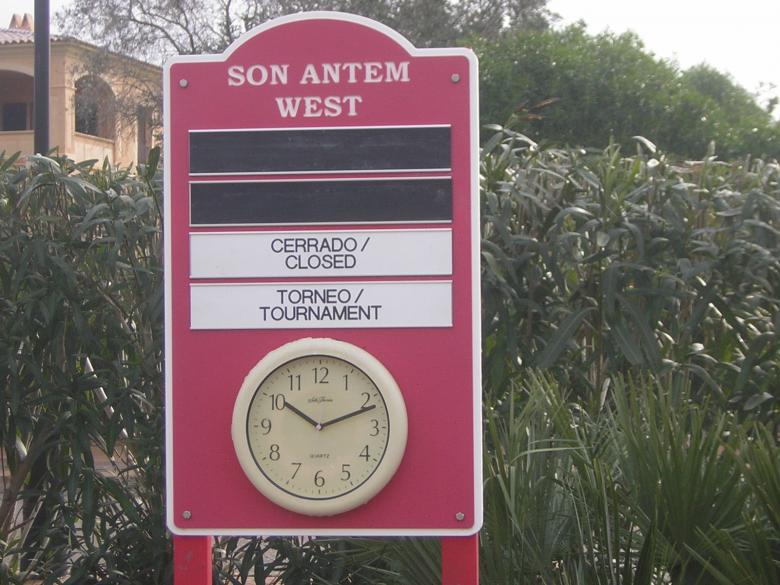 SON ANTEM
WEST
CERRADO/
CLOSED
TORNEO/
TOURNAMENT
12
11 1
10 2
9 3
8 4
7 5
6
QUARTZ